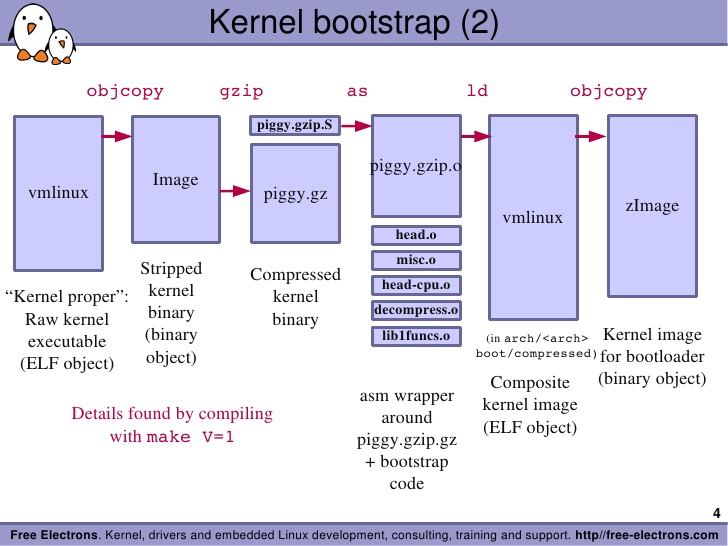 Kernel bootstrap (2)
objcopy gzip as ld objcopy
piggy.gzip.S
vmlinux
Image
piggy.gz
piggy.gzip.o
vmlinux
zImage
head.o
misc.o
head-cpu.o
decompress.o
lib1funcs.o
“Kernel proper”:
Raw kernel
executable
(ELF object)
Stripped
kernel
binary
(binary
object)
Compressed
kernel
binary
asm wrapper
around
piggy.gzip.gz
+ bootstrap
code
(in arch/<arch>
boot/compressed)
Composite
kernel image
(ELF object)
Kernel image
for bootloader
(binary object)
Details found by compiling
with make V=1
4
Free Electrons. Kernel, drivers and embedded Linux development, consulting, training and support. http//free-electrons.com